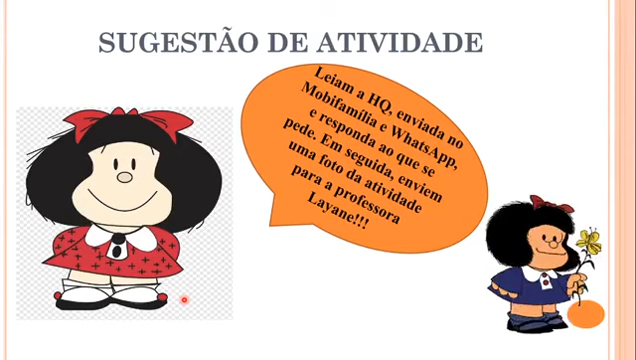 SUGESTÃO DE ATIVIDADE
Leiam a HQ, enviada no
Mobifamília e WhatsApp,
e responda ao que se
pede. Em seguida, enviem
uma foto da atividade
para a professora
Layane!!!